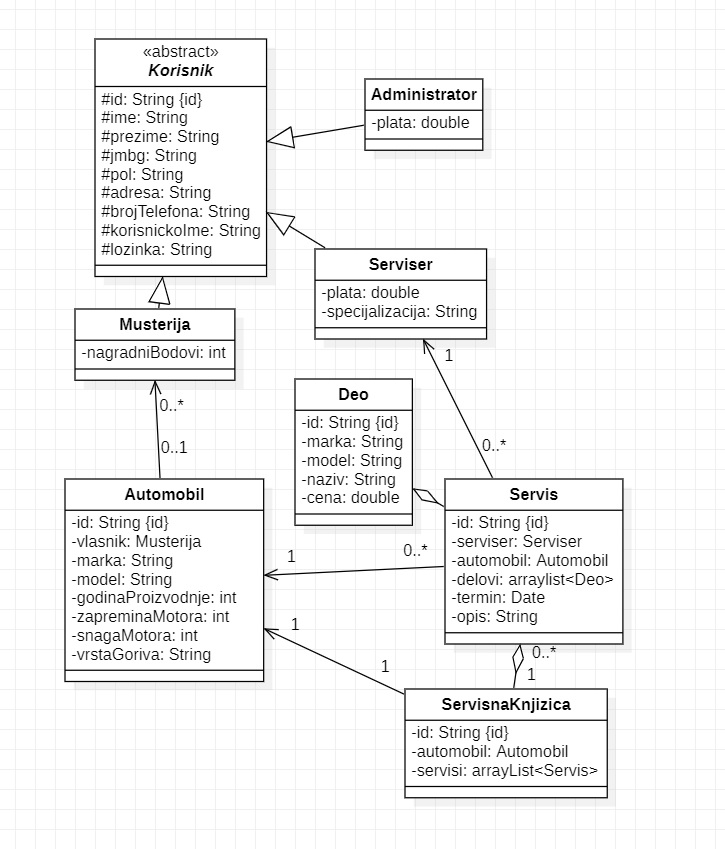 «abstract»
Korisnik
#id: String {id}
#ime: String
#prezime: String
#jmbg: String
#pol: String
#adresa: String
#brojTelefona: String
#korisnickoIme: String
#lozinka: String
Administrator
-plata: double
Serviser
-plata: double
-specijalizacija: String
Musterija
-nagradniBodovi: int
1
0..*
0..*
0..1
Deo
-id: String {id}
-marka: String
-model: String
-naziv: String
-cena: double
Automobil
-id: String {id}
-vlasnik: Musterija
-marka: String
-model: String
-godinaProizvodnje: int
-zapreminaMotora: int
-snagaMotora: int
-vrstaGoriva: String
Servis
-id: String {id}
-serviser: Serviser
-automobil: Automobil
-delovi: arraylist<Deo>
-termin: Date
-opis: String
1
0..*
1
1
0..*
1
ServisnaKnjizica
-id: String {id}
-automobil: Automobil
-servisi: arrayList<Servis>